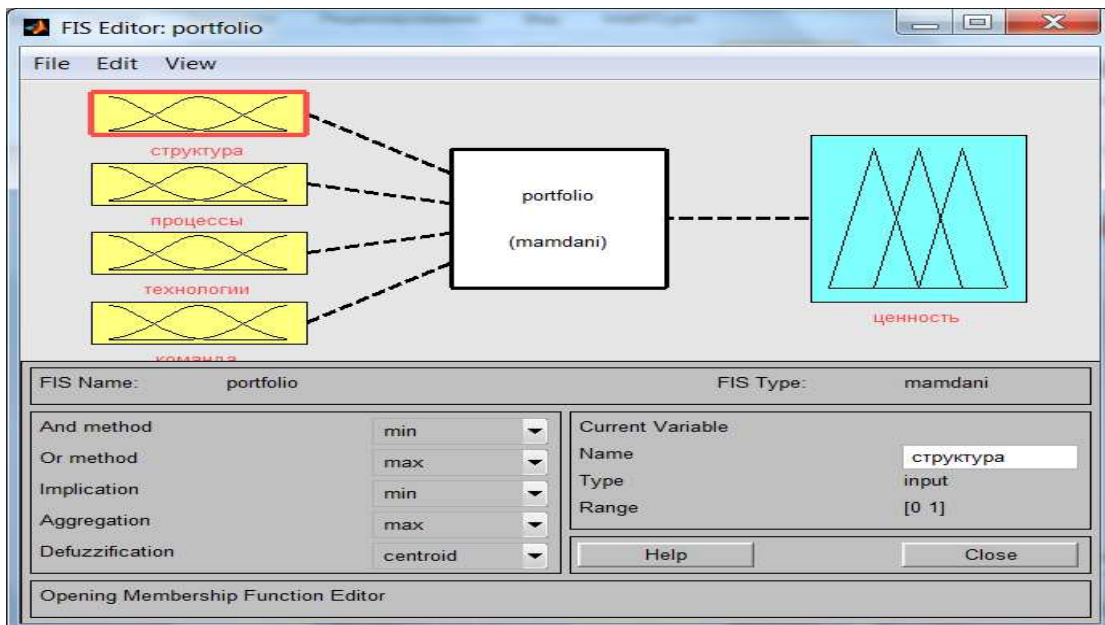 FIS Editor: portfolio
File Edit View
структура
процессы
технологии
команда
portfolio
(mamdani)
ценность
FIS Name: portfolio FIS Type: mamdani
And method min
Or method max
Implication min
Aggregation max
Defuzzification centroid
Current Variable
Name структура
Type input
Range [0 1]
Help Close
Opening Membership Function Editor